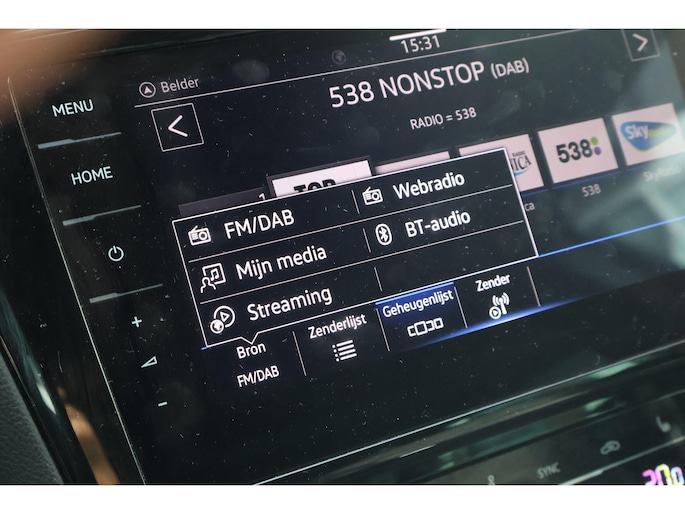 15:31
Belder
538 NONSTOP (DAB)
RADIO = 538
MENU
HOME
538
Sky
538
FM/DAB
Webradio
Mijn media
BT-audio
Streaming
Bron
FM/DAB
Zenderlijst
Geheugenlijst
Zender
SYNC